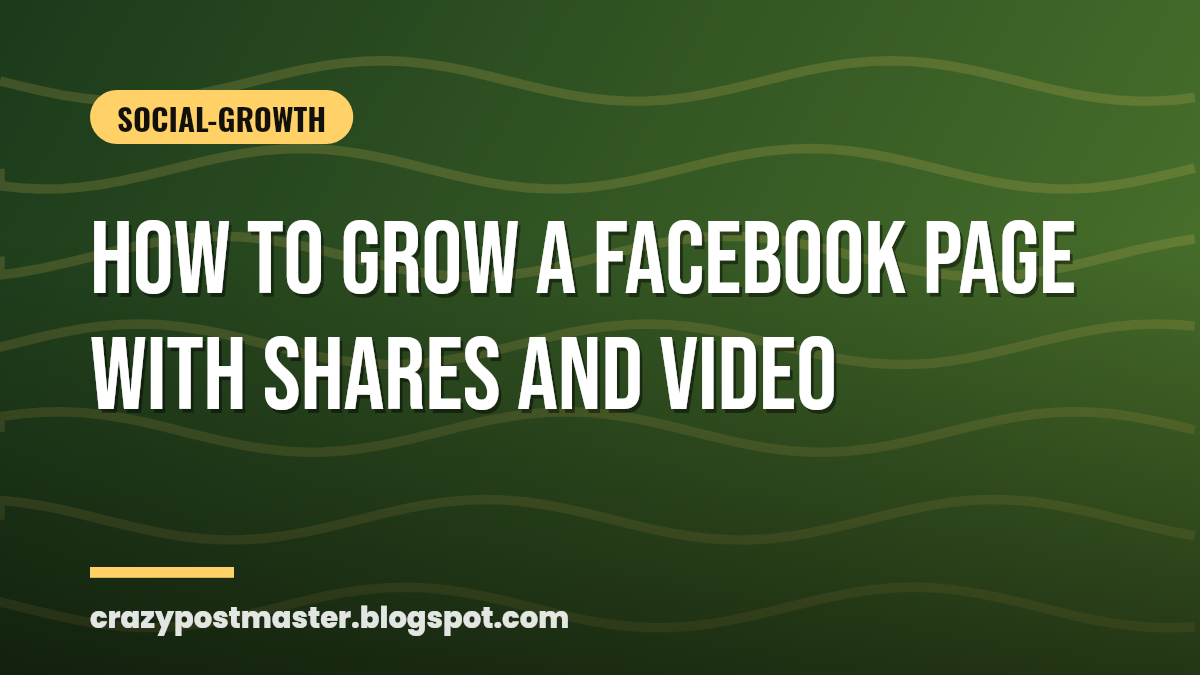 SOCIAL-GROWTH
HOW TO GROW A FACEBOOK PAGE
WITH SHARES AND VIDEO
crazypostmaster.blogspot.com